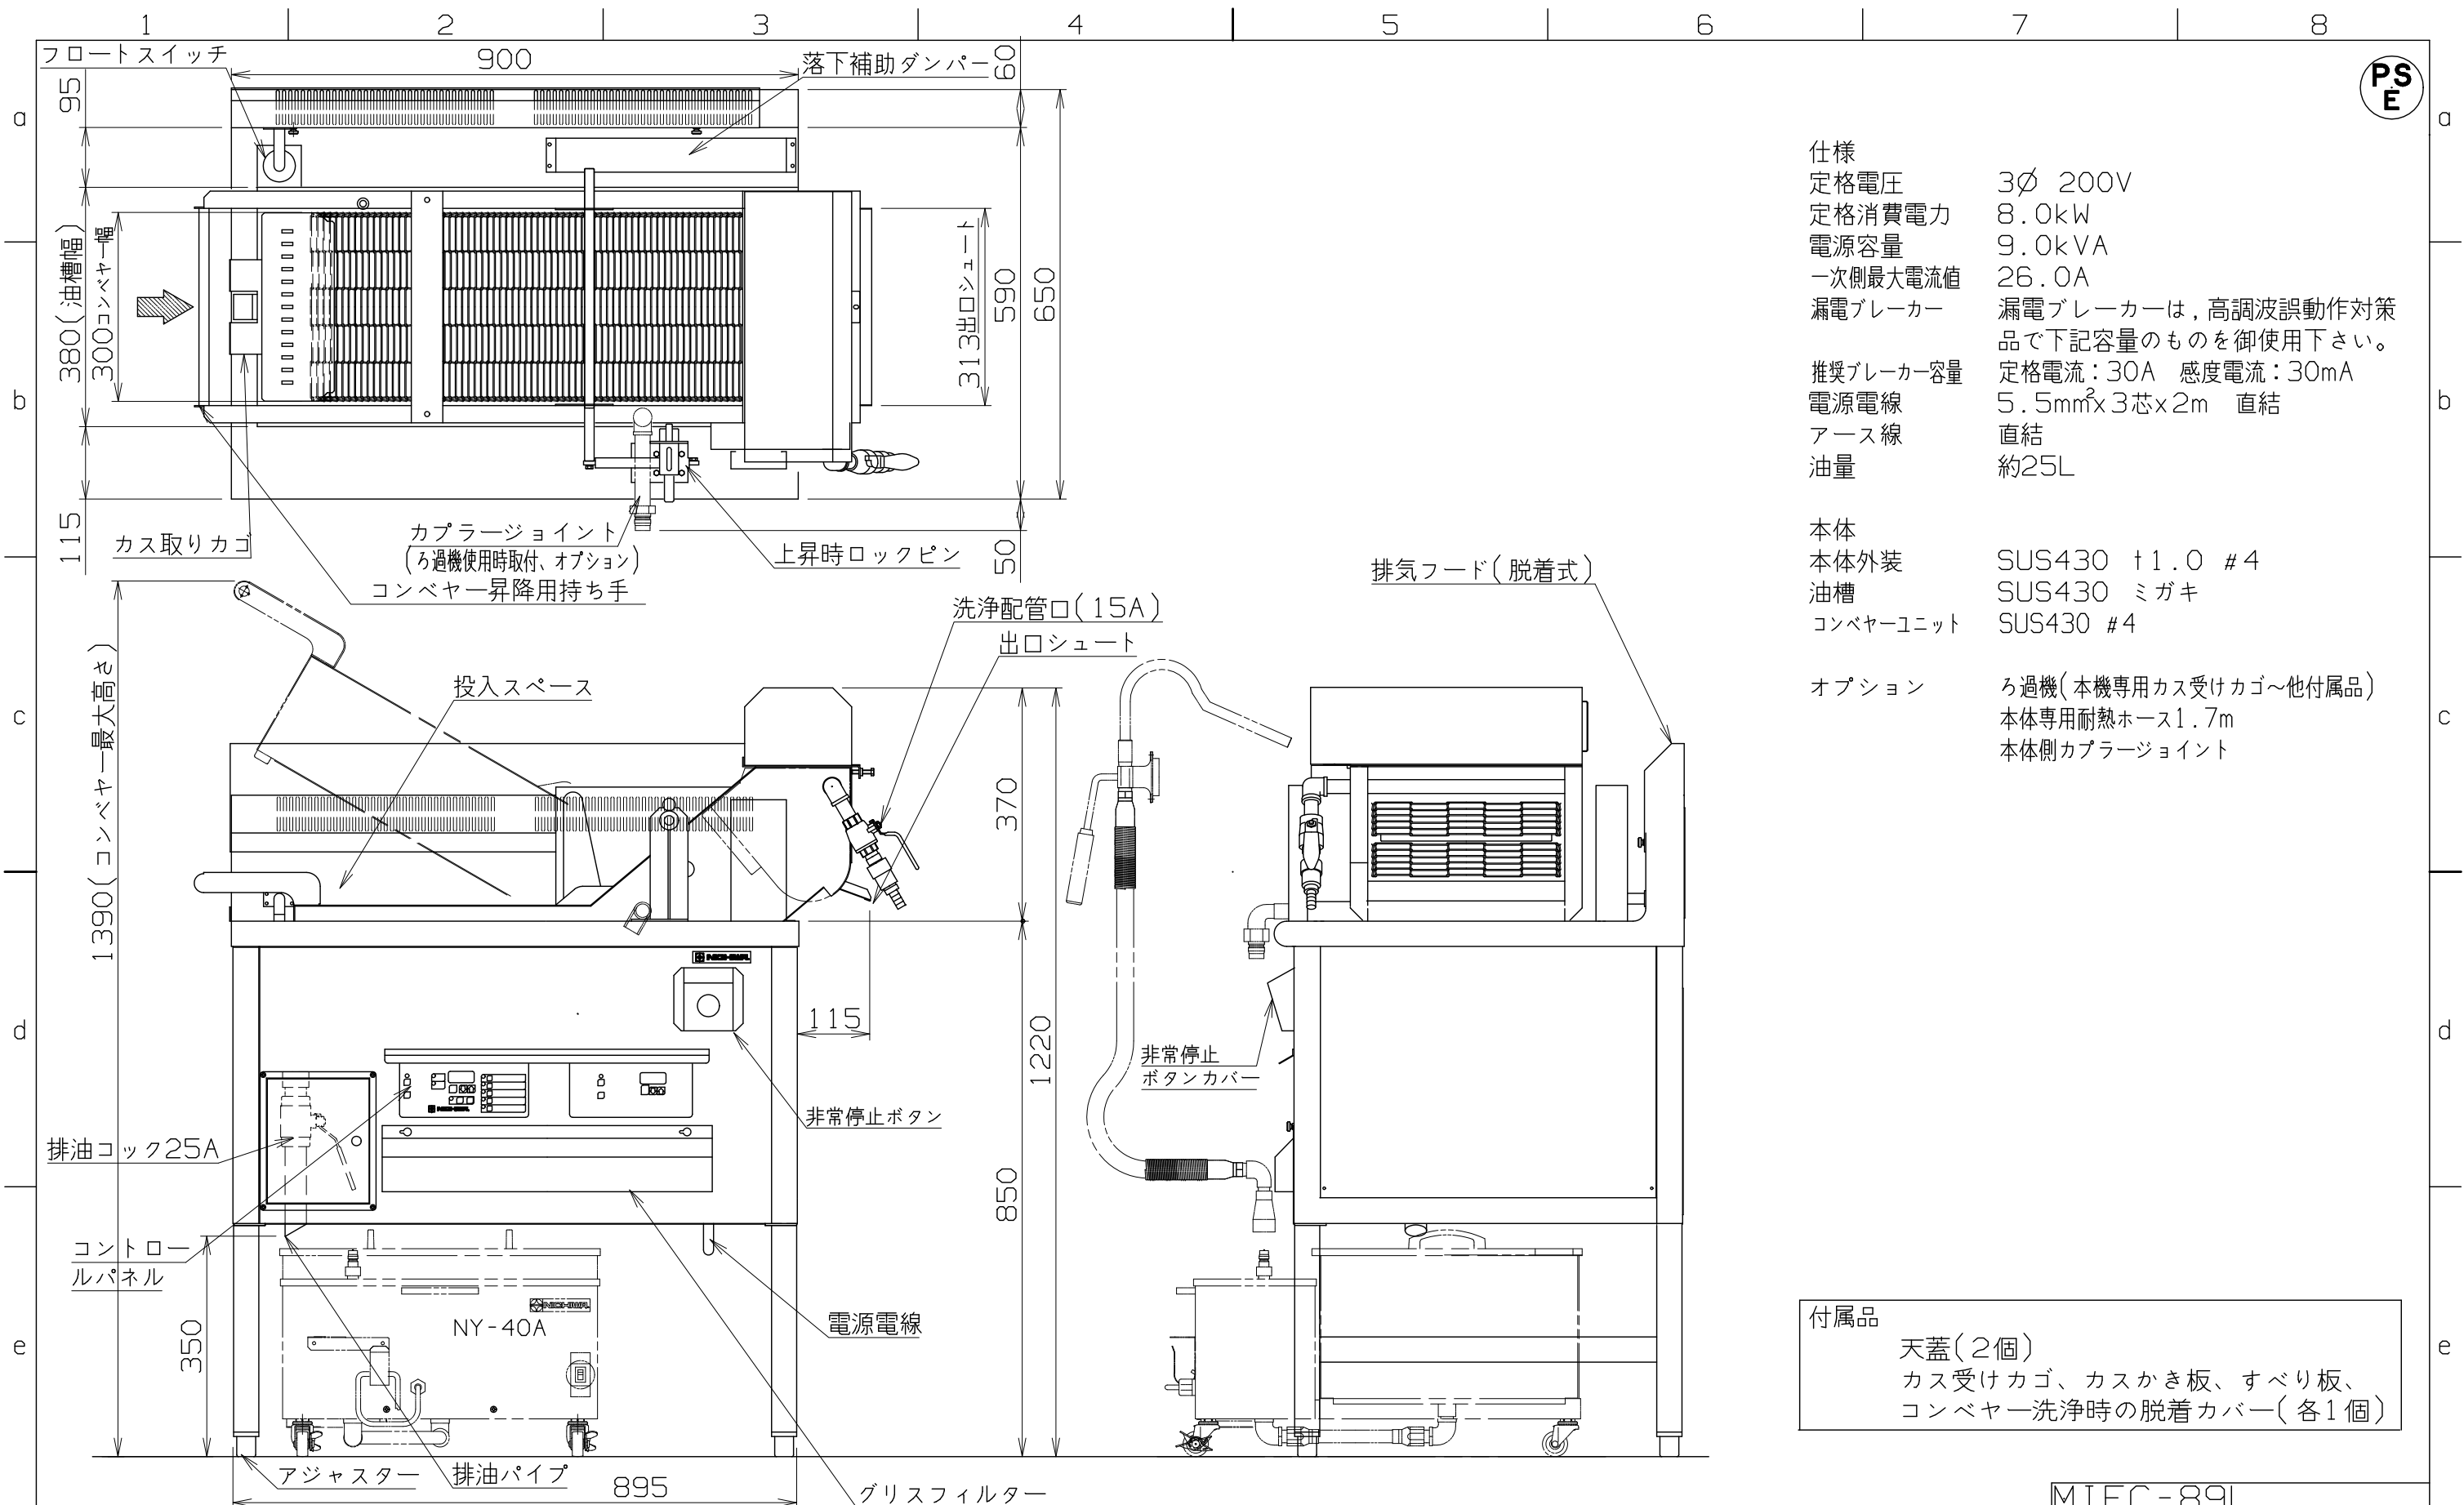 1 2 3 4 5 6 7 8
フロートスイッチ
900
落下補助ダンパー
60
95
a
a
PS
E
380(油槽幅)
300コンベヤー幅
313出口シュート
590
650
b
b
115
カス取りカゴ
カプラージョイント
(ろ過機使用時取付、オプション)
コンベヤー昇降用持ち手
上昇時ロックピン
50
仕様
定格電圧 3Ø 200V
定格消費電力 8.0kW
電源容量 9.0kVA
一次側最大電流値 26.0A
漏電ブレーカー 漏電ブレーカーは,高調波誤動作対策
品で下記容量のものを御使用下さい。
推奨ブレーカー容量 定格電流:30A 感度電流:30mA
電源電線 5.5mm²x3芯x2m 直結
アース線 直結
油量 約25L
本体
本体外装 SUS430 t1.0 #4
油槽 SUS430 ミガキ
コンベヤーユニット SUS430 #4
オプション ろ過機(本機専用カス受けカゴ~他付属品)
本体専用耐熱ホース1.7m
本体側カプラージョイント
洗浄配管口(15A)
出口シュート
排気フード(脱着式)
投入スペース
1390(コンベヤー最大高さ)
c
c
370
NICHIWA
115
1220
d
d
非常停止
ボタンカバー
非常停止ボタン
NICHIWA
排油コック25A
850
コントロー
ルパネル
350
NICHIWA
NY-40A
電源電線
e
e
アジャスター
排油パイプ
895
グリスフィルター
付属品
天蓋(2個)
カス受けカゴ、カスかき板、すべり板、
コンベヤー洗浄時の脱着カバー(各1個)
MIFC-89L